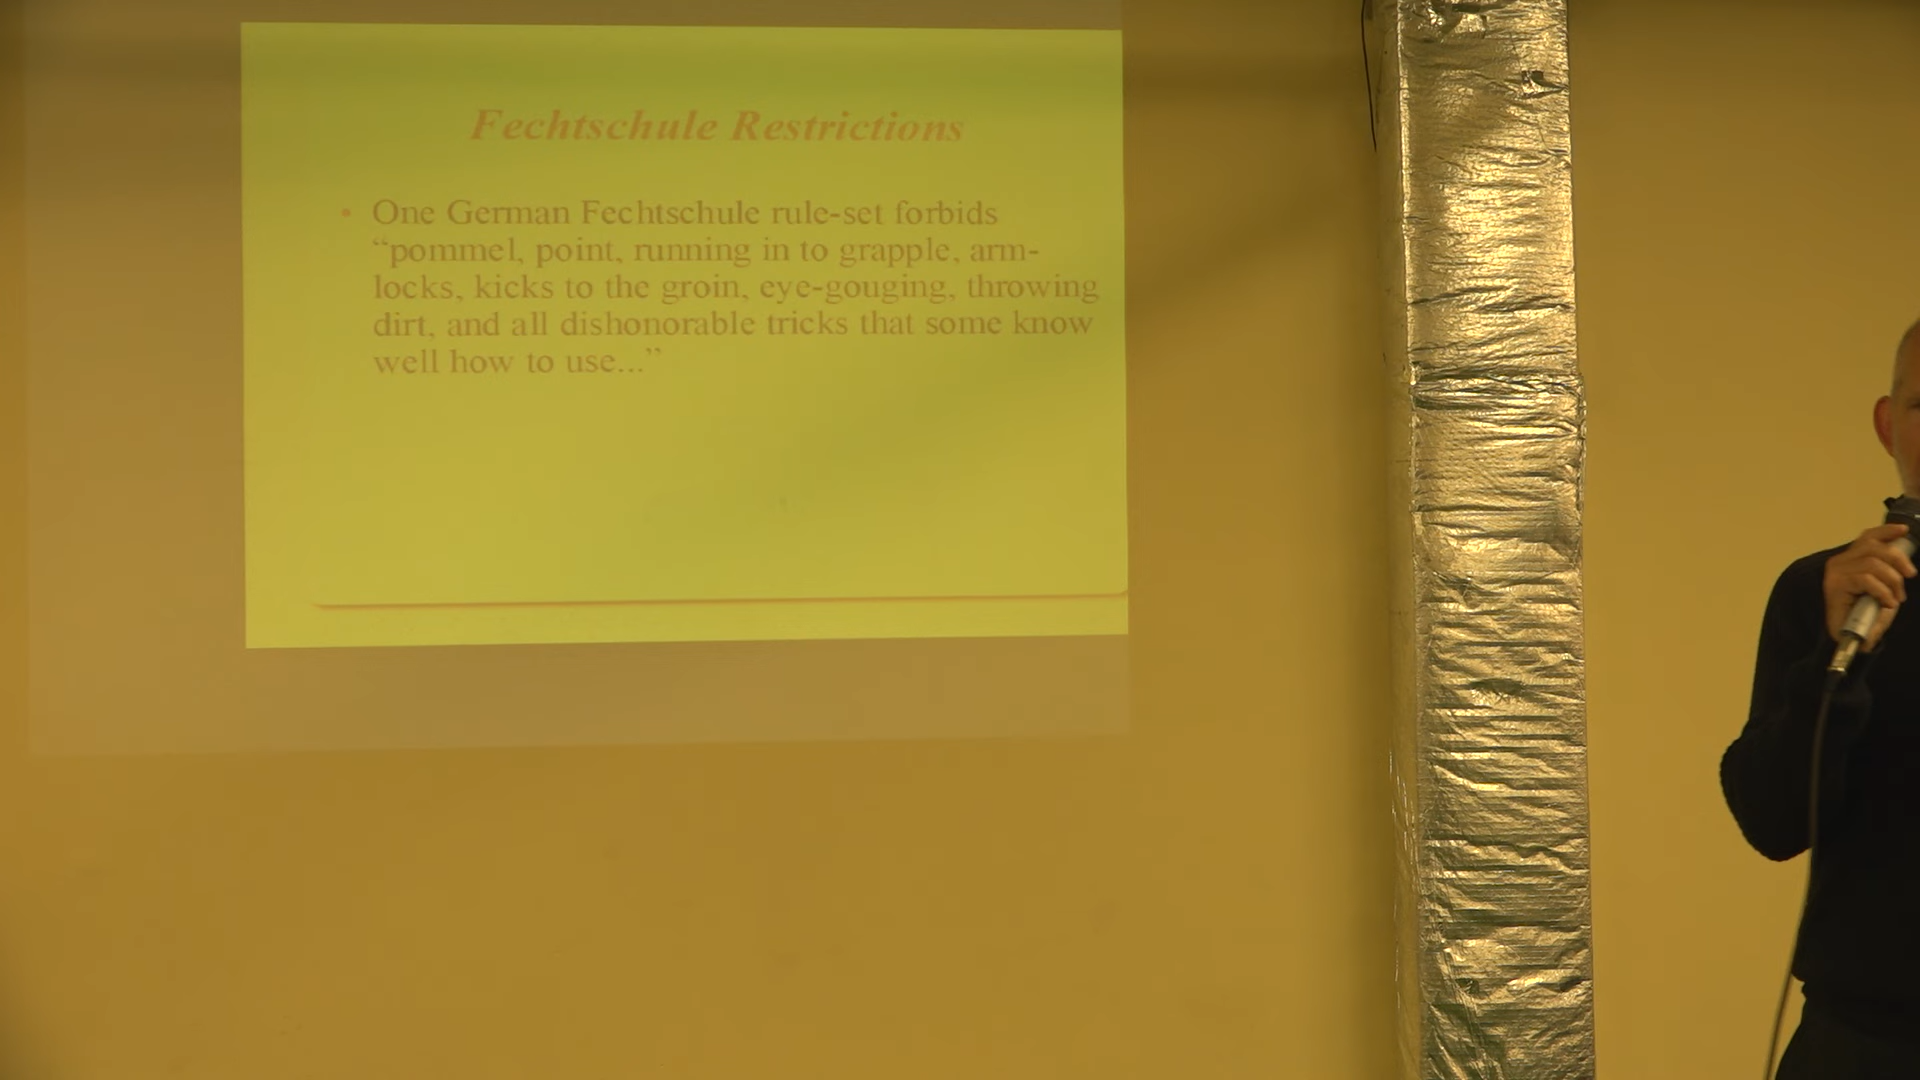 Fechtschule Restrictions
• One German Fechtschule rule-set forbids
“pommel, point, running in to grapple, arm-
locks, kicks to the groin, eye-gouging, throwing
dirt, and all dishonorable tricks that some know
well how to use...”